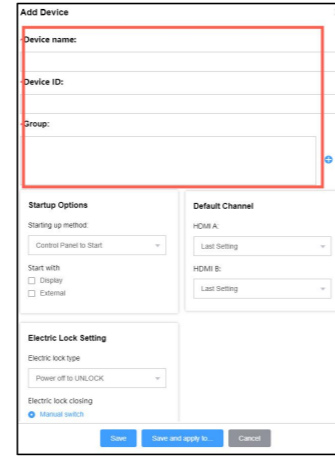 Add Device
*Device name:
*Device ID:
*Group:
Startup Options
Starting up method:
Control Panel to Start
Start with
Display
External
Default Channel
HDMI A:
Last Setting
HDMI B:
Last Setting
Electric Lock Setting
Electric lock type
Power off to UNLOCK
Electric lock closing
Manual switch
Save
Save and apply to...
Cancel